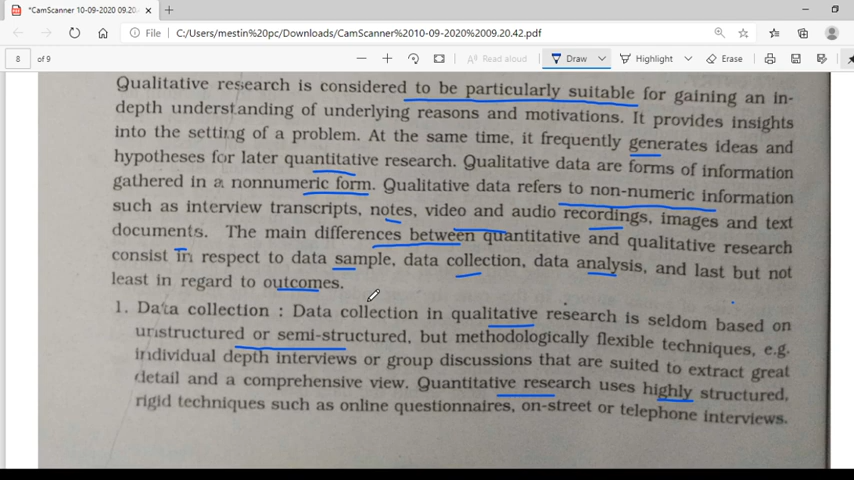 *CamScanner 10-09-2020 09.20.
File C:/Users/mestin%20pc/Downloads/CamScanner%2010-09-2020%2009.20.42.pdf
8 of 9 Read aloud Draw Highlight Erase
Qualitative research is considered to be particularly suitable for gaining an in-
depth understanding of underlying reasons and motivations. It provides insights
into the setting of a problem. At the same time, it frequently generates ideas and
hypotheses for later quantitative research. Qualitative data are forms of information
gathered in a nonnumeric form. Qualitative data refers to non-numeric information
such as interview transcripts, notes, video and audio recordings, images and text
documents. The main differences between quantitative and qualitative research
consist in respect to data sample, data collection, data analysis, and last but not
least in regard to outcomes.
1. Data collection : Data collection in qualitative research is seldom based on
unstructured or semi-structured, but methodologically flexible techniques, e.g.
individual depth interviews or group discussions that are suited to extract great
detail and a comprehensive view. Quantitative research uses highly structured,
rigid techniques such as online questionnaires, on-street or telephone interviews.